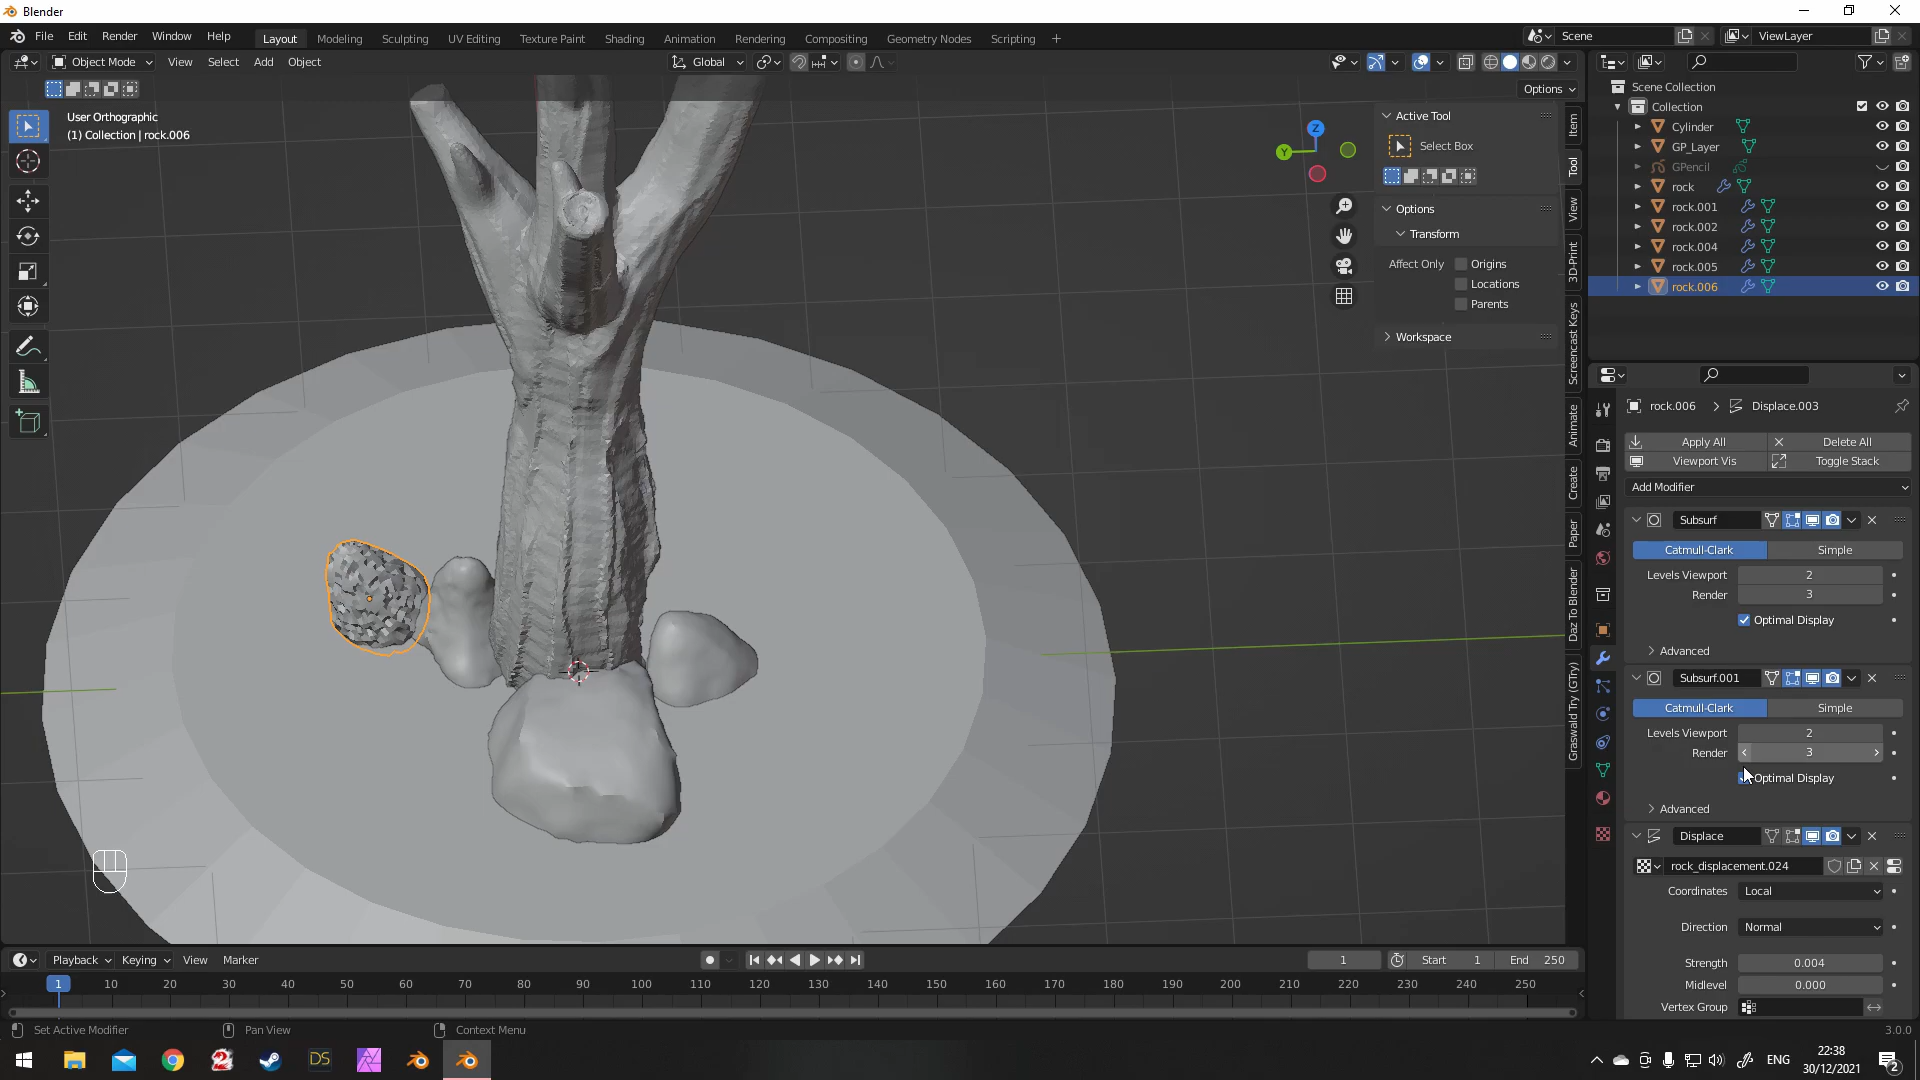 Blender
File Edit Render Window Help
Layout Modeling Sculpting UV Editing Texture Paint Shading Animation Rendering Compositing Geometry Nodes Scripting +
Scene
ViewLayer
Object Mode View Select Add Object
Global
Options
User Orthographic
(1) Collection | rock.006
Z
Y
Active Tool
Select Box
Options
Transform
Affect Only Origins
Locations
Parents
Workspace
Item
Tool
View
3D-Print
Screencast Keys
Animate
Create
Paper
Daz To Blender
Graswald Try (GTry)
Scene Collection
Collection
Cylinder
GP_Layer
GPencil
rock
rock.001
rock.002
rock.004
rock.005
rock.006
rock.006 > Displace.003
Apply All Delete All
Viewport Vis Toggle Stack
Add Modifier
Subsurf
Catmull-Clark Simple
Levels Viewport 2
Render 3
Optimal Display
Advanced
Subsurf.001
Catmull-Clark Simple
Levels Viewport 2
Render 3
Optimal Display
Advanced
Displace
rock_displacement.024
Coordinates Local
Direction Normal
Strength 0.004
Midlevel 0.000
Vertex Group
Playback Keying View Marker
1 Start 1 End 250
1 10 20 30 40 50 60 70 80 90 100 110 120 130 140 150 160 170 180 190 200 210 220 230 240 250
Set Active Modifier Pan View Context Menu
3.0.0
DS
ENG
22:38
30/12/2021
2